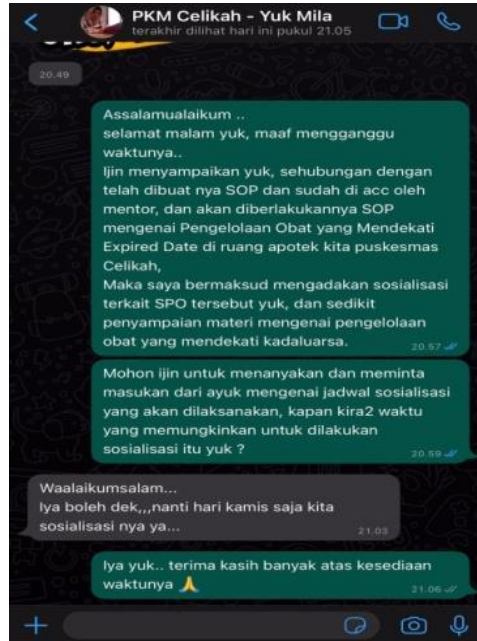 PKM Celikah - Yuk Mila
terakhir dilihat hari ini pukul 21.05
20.49
Assalamualaikum ..
selamat malam yuk, maaf mengganggu
waktunya..
Ijin menyampaikan yuk, sehubungan dengan
telah dibuat nya SOP dan sudah di acc oleh
mentor, dan akan diberlakukannya SOP
mengenai Pengelolaan Obat yang Mendekati
Expired Date di ruang apotek kita puskesmas
Celikah,
Maka saya bermaksud mengadakan sosialisasi
terkait SPO tersebut yuk, dan sedikit
penyampaian materi mengenai pengelolaan
obat yang mendekati kadaluarsa.
20.57
Mohon ijin untuk menanyakan dan meminta
masukan dari ayuk mengenai jadwal sosialisasi
yang akan dilaksanakan, kapan kira2 waktu
yang memungkinkan untuk dilakukan
sosialisasi itu yuk ?
20.59
Waalaikumsalam...
Iya boleh dek,,,nanti hari kamis saja kita
sosialisasi nya ya...
21.03
Iya yuk.. terima kasih banyak atas kesediaan
waktunya 🙏
21.06